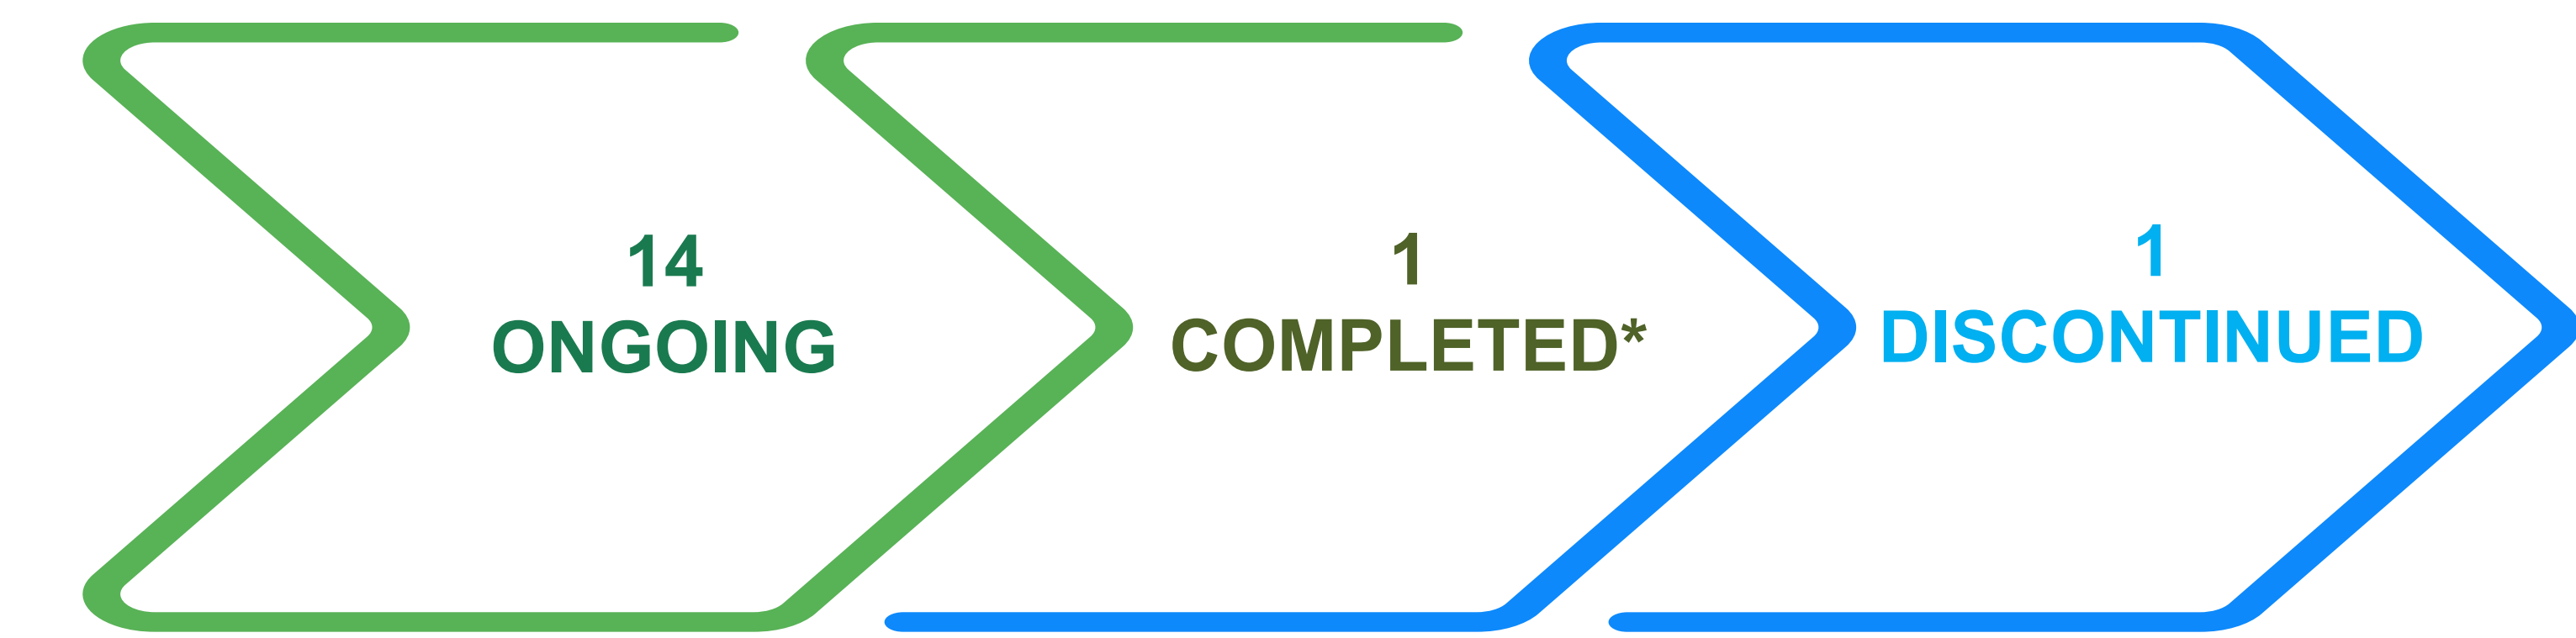 14
ONGOING
1
COMPLETED*
1
DISCONTINUED